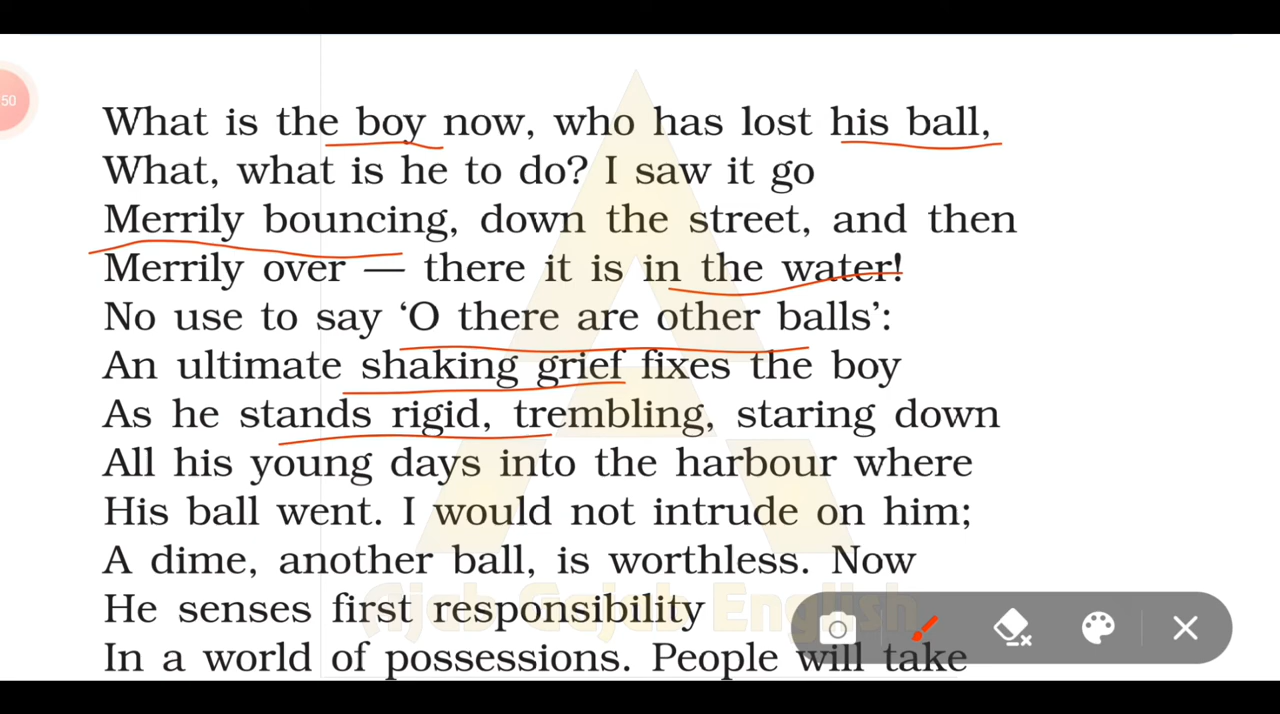 50
What is the boy now, who has lost his ball,
What, what is he to do? I saw it go
Merrily bouncing, down the street, and then
Merrily over — there it is in the water!
No use to say ‘O there are other balls’:
An ultimate shaking grief fixes the boy
As he stands rigid, trembling, staring down
All his young days into the harbour where
His ball went. I would not intrude on him;
A dime, another ball, is worthless. Now
Ajab Gajab English
He senses first responsibility
In a world of possessions. People will take